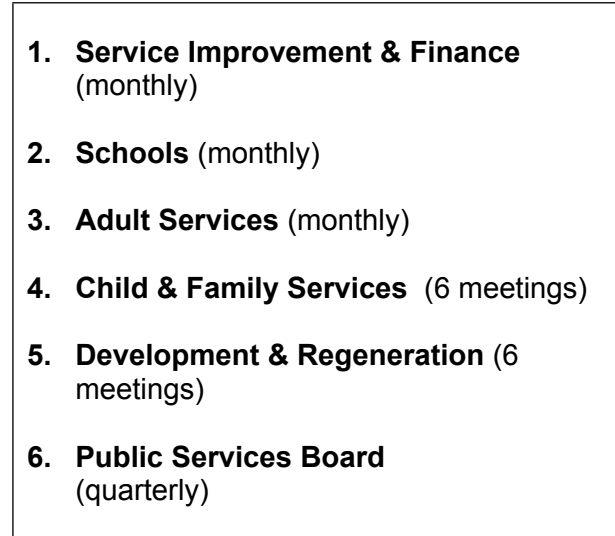 1. Service Improvement & Finance
(monthly)
2. Schools (monthly)
3. Adult Services (monthly)
4. Child & Family Services (6 meetings)
5. Development & Regeneration (6
meetings)
6. Public Services Board
(quarterly)